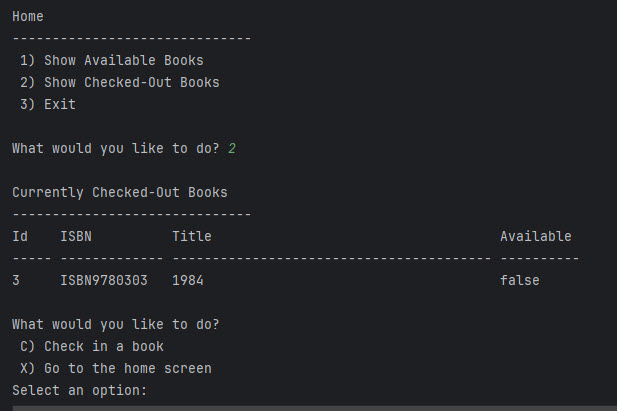 Home
------------------------------
 1) Show Available Books
 2) Show Checked-Out Books
 3) Exit
What would you like to do? 2
Currently Checked-Out Books
------------------------------
Id    ISBN          Title                                    Available
----- ------------- ---------------------------------------- ----------
3     ISBN9780303   1984                                     false
What would you like to do?
 C) Check in a book
 X) Go to the home screen
Select an option: